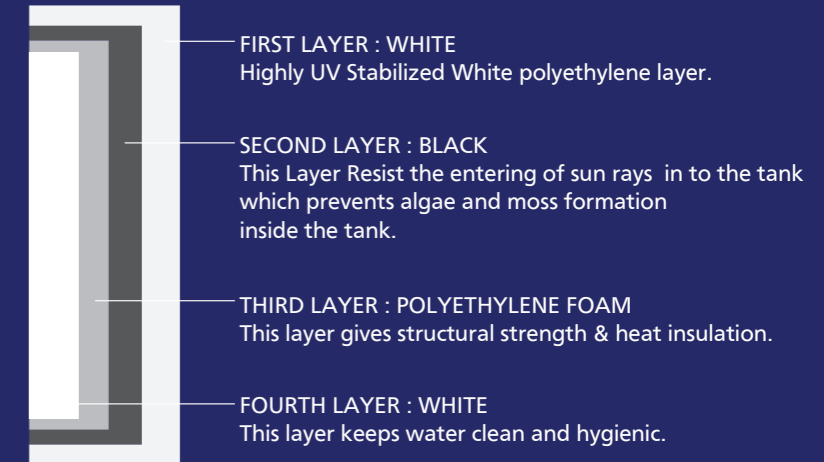 FIRST LAYER : WHITE
Highly UV Stabilized White polyethylene layer.
SECOND LAYER : BLACK
This Layer Resist the entering of sun rays in to the tank
which prevents algae and moss formation
inside the tank.
THIRD LAYER : POLYETHYLENE FOAM
This layer gives structural strength & heat insulation.
FOURTH LAYER : WHITE
This layer keeps water clean and hygienic.